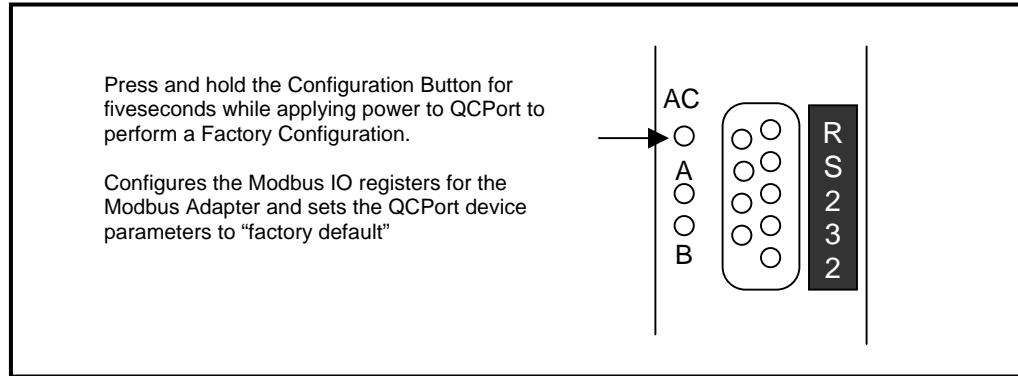 Press and hold the Configuration Button for
fiveseconds while applying power to QCPort to
perform a Factory Configuration.
Configures the Modbus IO registers for the
Modbus Adapter and sets the QCPort device
parameters to “factory default”
AC
A
B
R
S
2
3
2